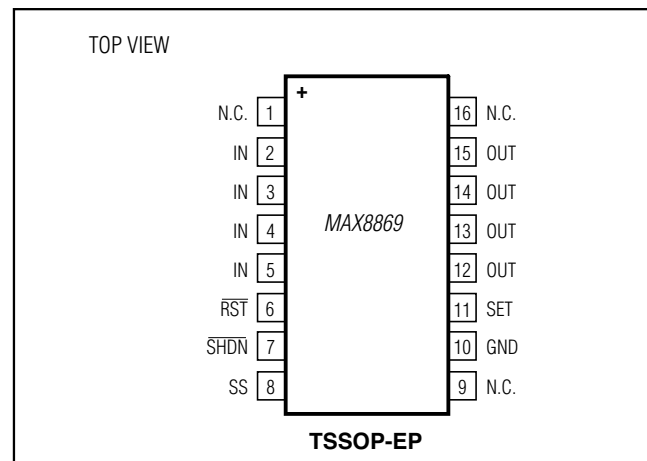 TOP VIEW
+
N.C. 1 16 N.C.
IN 2 15 OUT
IN 3 14 OUT
IN 4 MAX8869 13 OUT
IN 5 12 OUT
RST 6 11 SET
SHDN 7 10 GND
SS 8 9 N.C.
TSSOP-EP